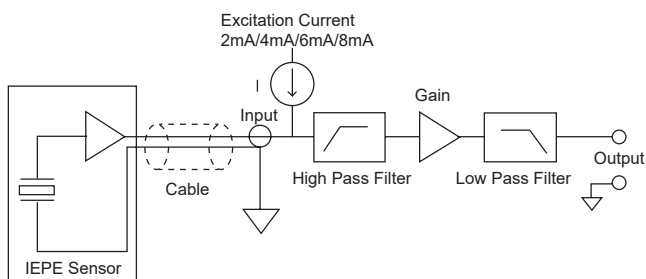 Excitation Current
2mA/4mA/6mA/8mA
I
Input
Gain
High Pass Filter
Low Pass Filter
Output
Cable
IEPE Sensor